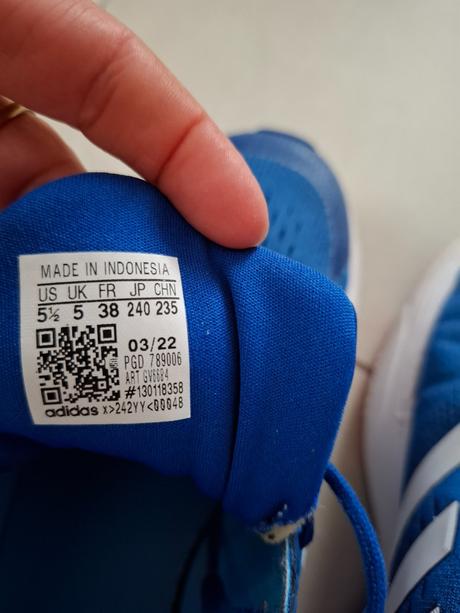 MADE IN INDONESIA
US UK FR JP CHN
5½ 5 38 240 235
03/22
PGD 789006
ART GV6684
#130118358
adidas x>242YY<00048